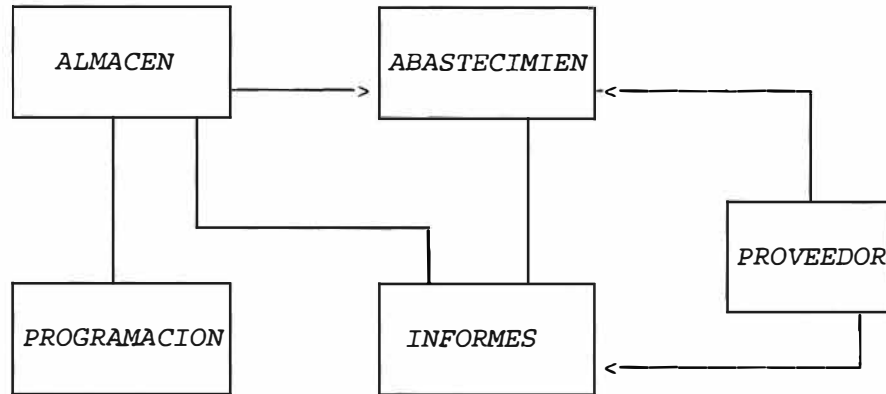 ALMACEN
ABASTECIMIEN
PROVEEDOR
PROGRAMACION
INFORMES